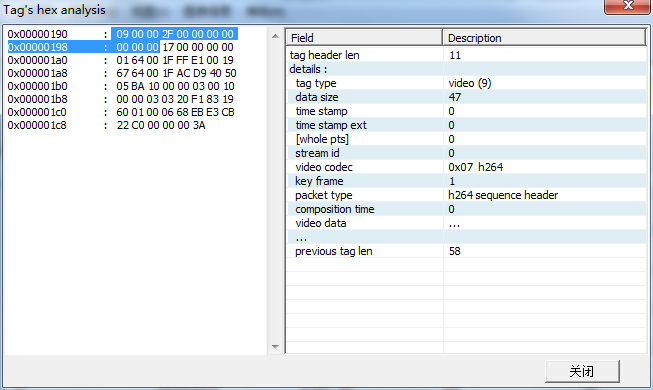 Tag's hex analysis
0x00000190 : 09 00 00 2F 00 00 00 00
0x00000198 : 00 00 00 17 00 00 00 00
0x000001a0 : 01 64 00 1F FF E1 00 19
0x000001a8 : 67 64 00 1F AC D9 40 50
0x000001b0 : 05 BA 10 00 00 03 00 10
0x000001b8 : 00 00 03 03 20 F1 83 19
0x000001c0 : 60 01 00 06 68 EB E3 CB
0x000001c8 : 22 C0 00 00 00 3A
Field Description
tag header len 11
details :
tag type video (9)
data size 47
time stamp 0
time stamp ext 0
[whole pts] 0
stream id 0
video codec 0x07 h264
key frame 1
packet type h264 sequence header
composition time 0
video data ...
...
previous tag len 58
关闭